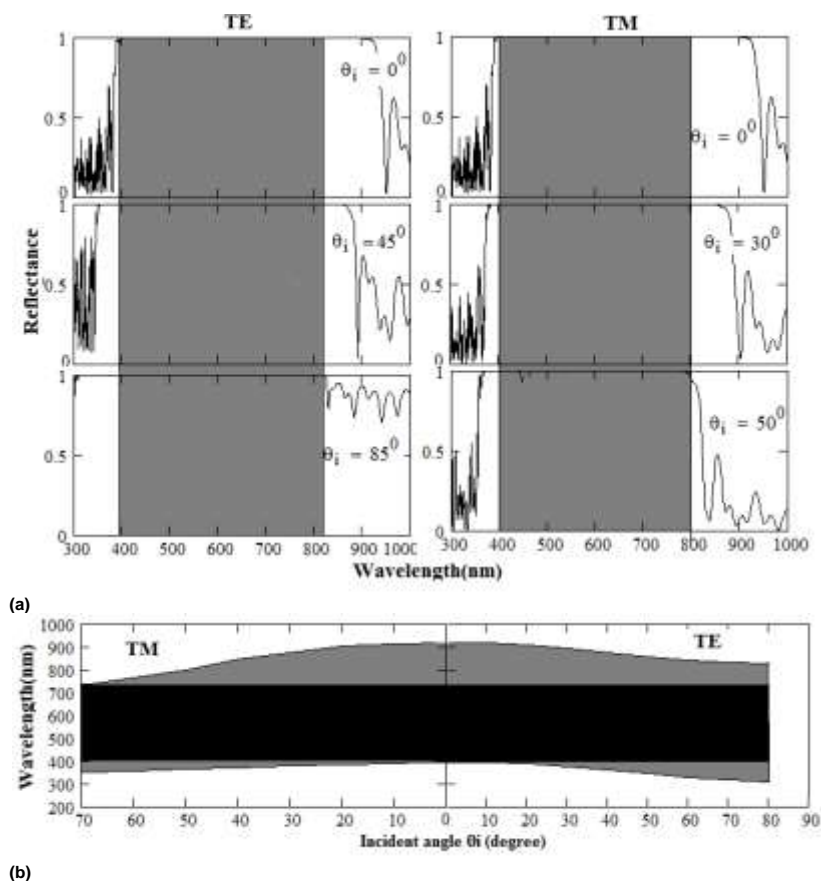 TE
TM
1
0.5
0
θi = 0⁰
1
0.5
0
θi = 0⁰
Reflectance
1
0.5
0
θi = 45⁰
1
0.5
0
θi = 30⁰
1
0.5
0
θi = 85⁰
1
0.5
0
θi = 50⁰
300 400 500 600 700 800 900 1000
300 400 500 600 700 800 900 1000
Wavelength(nm)
(a)
Wavelength(nm)
1000
900
800
700
600
500
400
300
200
TM
TE
70 60 50 40 30 20 10 0 10 20 30 40 50 60 70 80 90
Incident angle θi (degree)
(b)